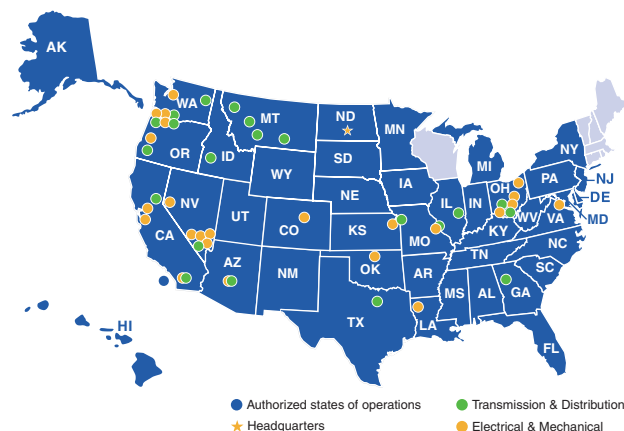 AK
WA
MT
ND
MN
OR
ID
SD
WY
MI
NY
IA
NE
PA
NJ
OH
DE
NV
UT
IL
IN
WV
VA
MD
CO
KS
MO
KY
CA
NC
TN
OK
AZ
NM
AR
SC
MS
AL
GA
TX
LA
HI
FL
Authorized states of operations
Transmission & Distribution
Headquarters
Electrical & Mechanical